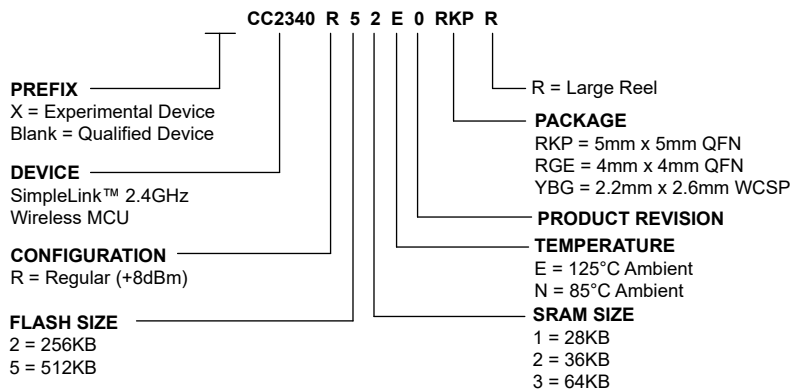 CC2340 R 5 2 E 0 RKP R
PREFIX
X = Experimental Device
Blank = Qualified Device
DEVICE
SimpleLink™ 2.4GHz
Wireless MCU
CONFIGURATION
R = Regular (+8dBm)
FLASH SIZE
2 = 256KB
5 = 512KB
R = Large Reel
PACKAGE
RKP = 5mm x 5mm QFN
RGE = 4mm x 4mm QFN
YBG = 2.2mm x 2.6mm WCSP
PRODUCT REVISION
TEMPERATURE
E = 125°C Ambient
N = 85°C Ambient
SRAM SIZE
1 = 28KB
2 = 36KB
3 = 64KB